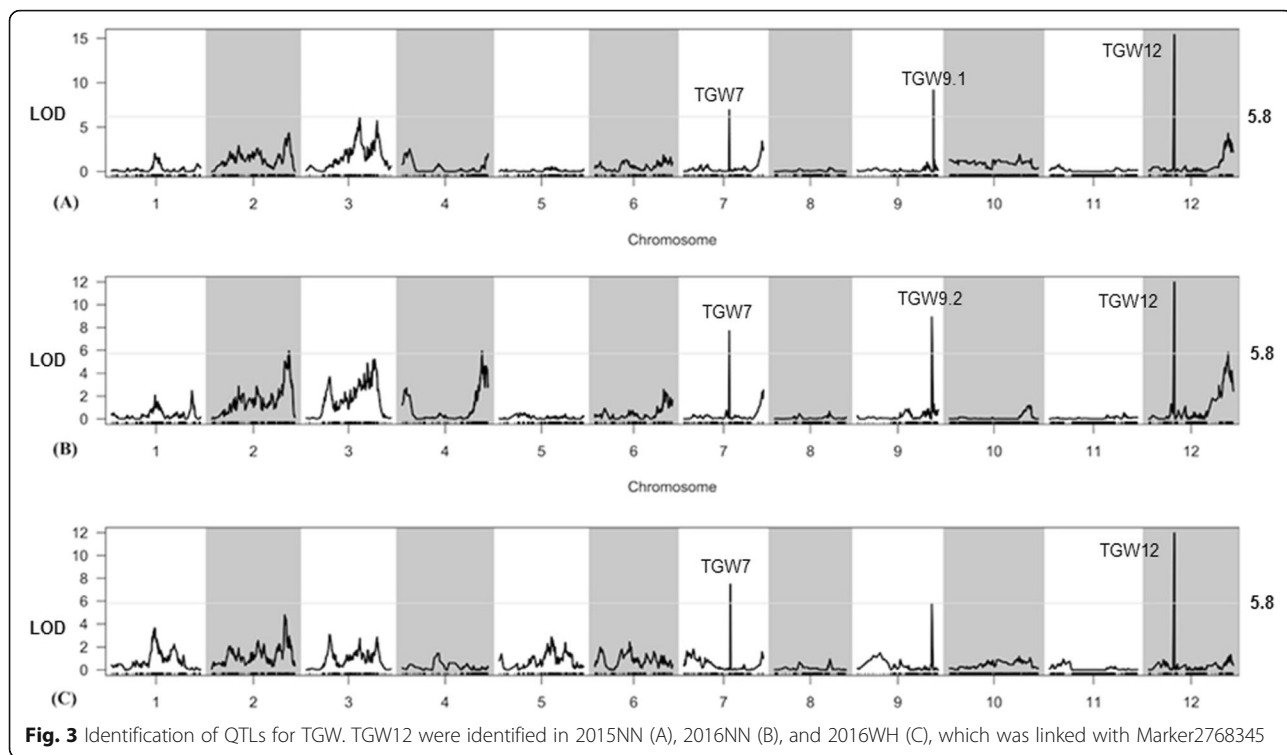 15
10
5
0
LOD
TGW7
TGW9.1
TGW12
5.8
(A)
1 2 3 4 5 6 7 8 9 10 11 12
Chromosome
12
10
8
6
4
2
0
LOD
TGW7
TGW9.2
TGW12
5.8
(B)
1 2 3 4 5 6 7 8 9 10 11 12
Chromosome
12
10
8
6
4
2
0
LOD
TGW7
TGW12
5.8
(C)
1 2 3 4 5 6 7 8 9 10 11 12
Fig. 3 Identification of QTLs for TGW. TGW12 were identified in 2015NN (A), 2016NN (B), and 2016WH (C), which was linked with Marker2768345